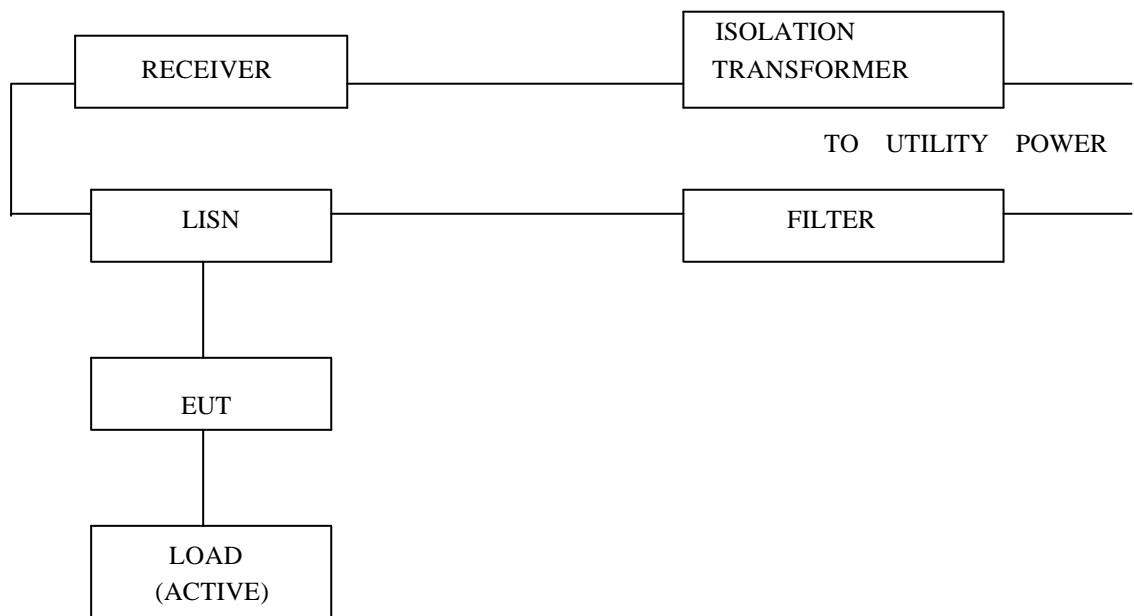 ISOLATION
TRANSFORMER
RECEIVER
TO UTILITY POWER
LISN
FILTER
EUT
LOAD
(ACTIVE)